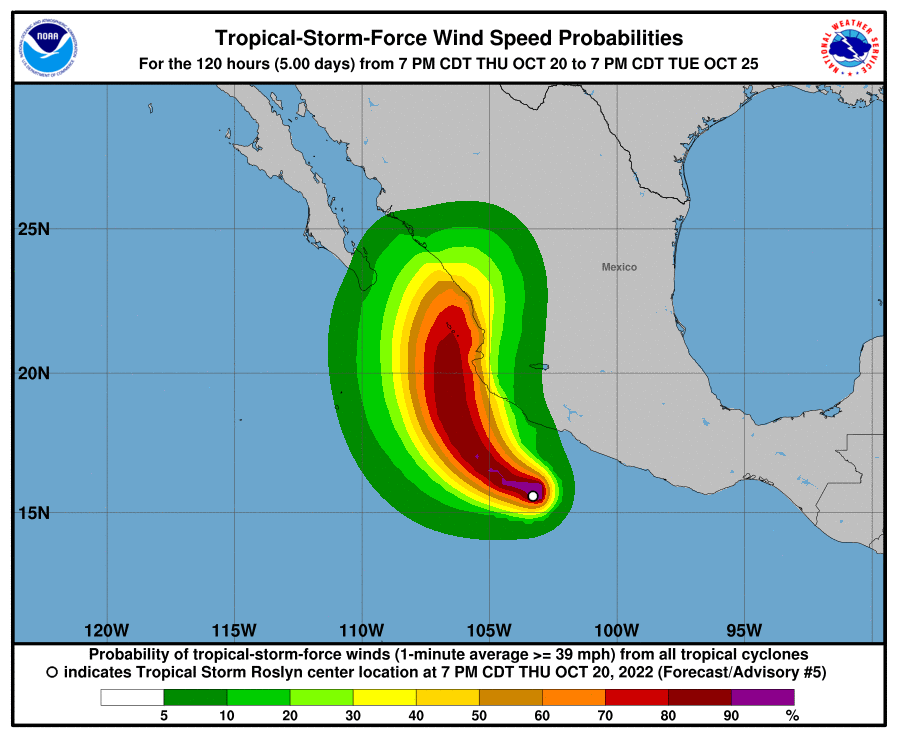 Tropical-Storm-Force Wind Speed Probabilities
For the 120 hours (5.00 days) from 7 PM CDT THU OCT 20 to 7 PM CDT TUE OCT 25
NOAA
NATIONAL WEATHER SERVICE
25N
Mexico
20N
15N
120W 115W 110W 105W 100W 95W
Probability of tropical-storm-force winds (1-minute average >= 39 mph) from all tropical cyclones
indicates Tropical Storm Roslyn center location at 7 PM CDT THU OCT 20, 2022 (Forecast/Advisory #5)
5 10 20 30 40 50 60 70 80 90 %